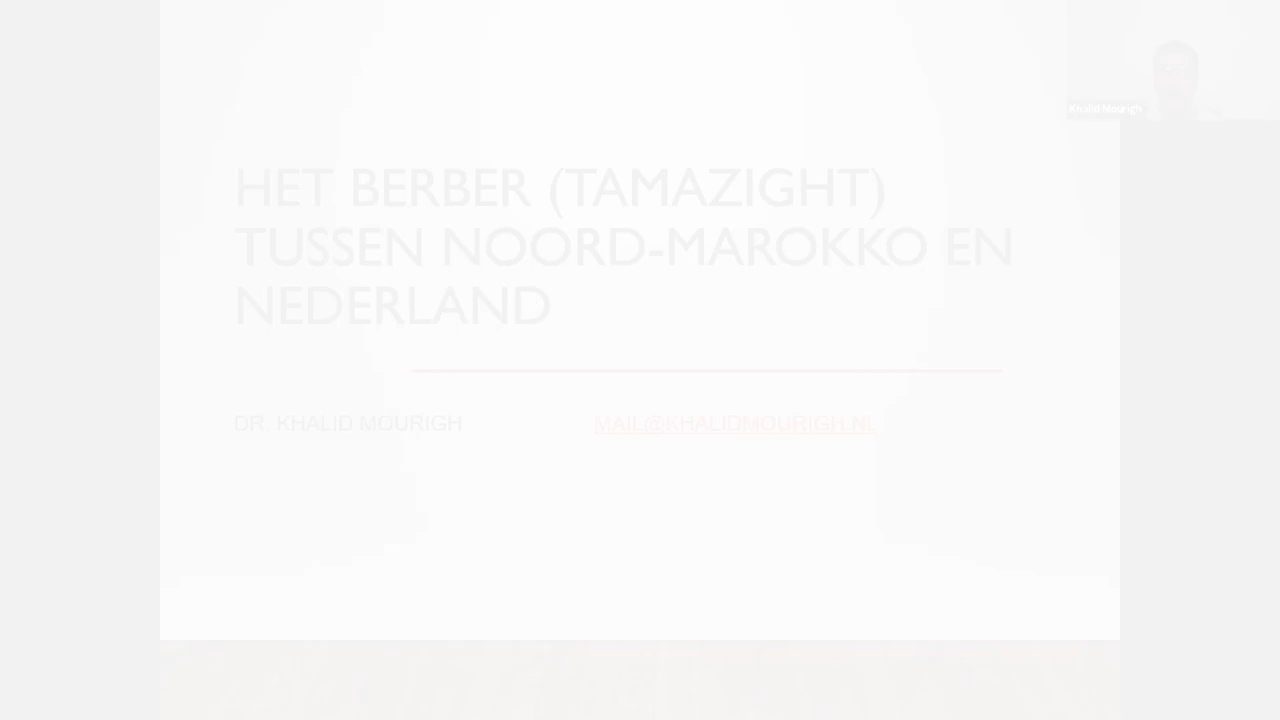 Khalid Mourigh
HET BERBER (TAMAZIGHT)
TUSSEN NOORD-MAROKKO EN
NEDERLAND
DR. KHALID MOURIGH MAIL@KHALIDMOURIGH.NL